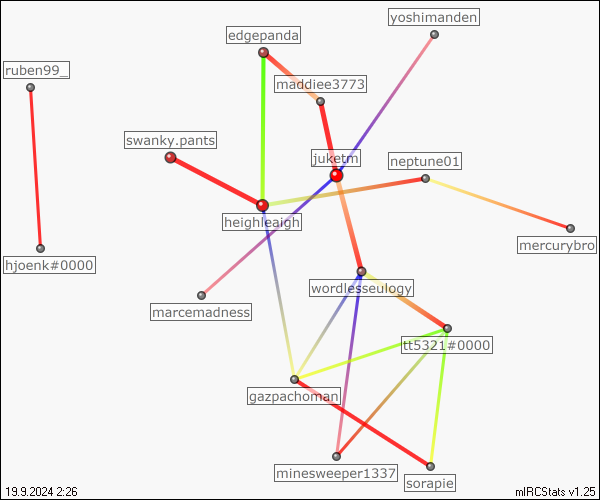 yoshimanden
edgepanda
ruben99_
maddiee3773
swanky.pants
juketm
neptune01
heighleaigh
mercurybro
hjoenk#0000
wordlesseulogy
marcemadness
tt5321#0000
gazpachoman
minesweeper1337
sorapie
19.9.2024 2:26
mIRCStats v1.25